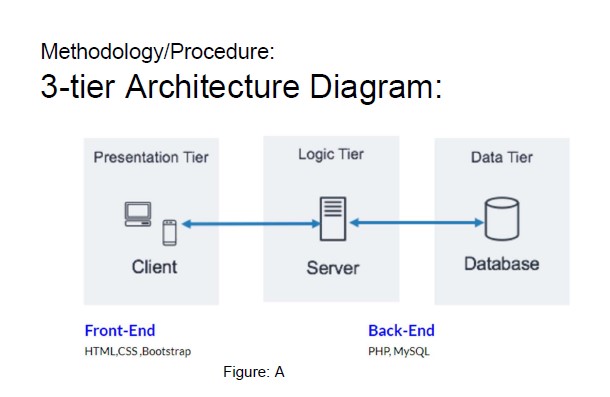 Methodology/Procedure:
3-tier Architecture Diagram:
Presentation Tier
Logic Tier
Data Tier
Client
Server
Database
Front-End
Back-End
HTML,CSS ,Bootstrap
PHP, MySQL
Figure: A